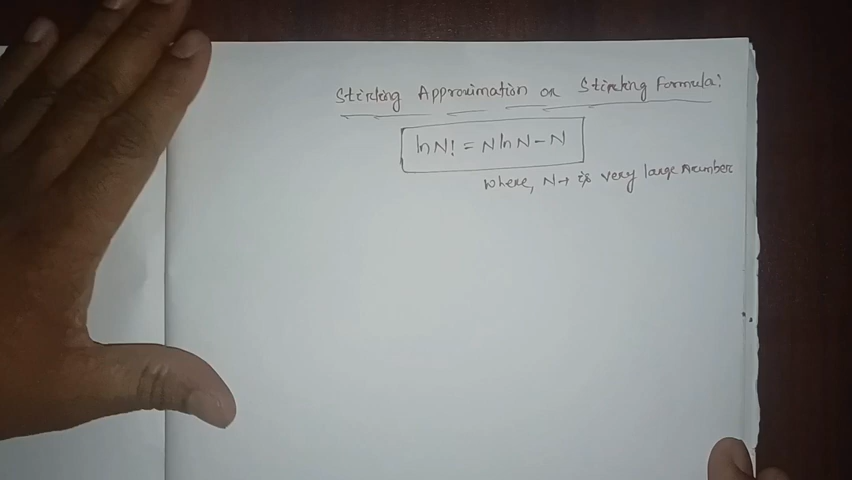 Stirling Approximation or Stirling Formula:
ln N! = N ln N - N
where, N → is very large Number